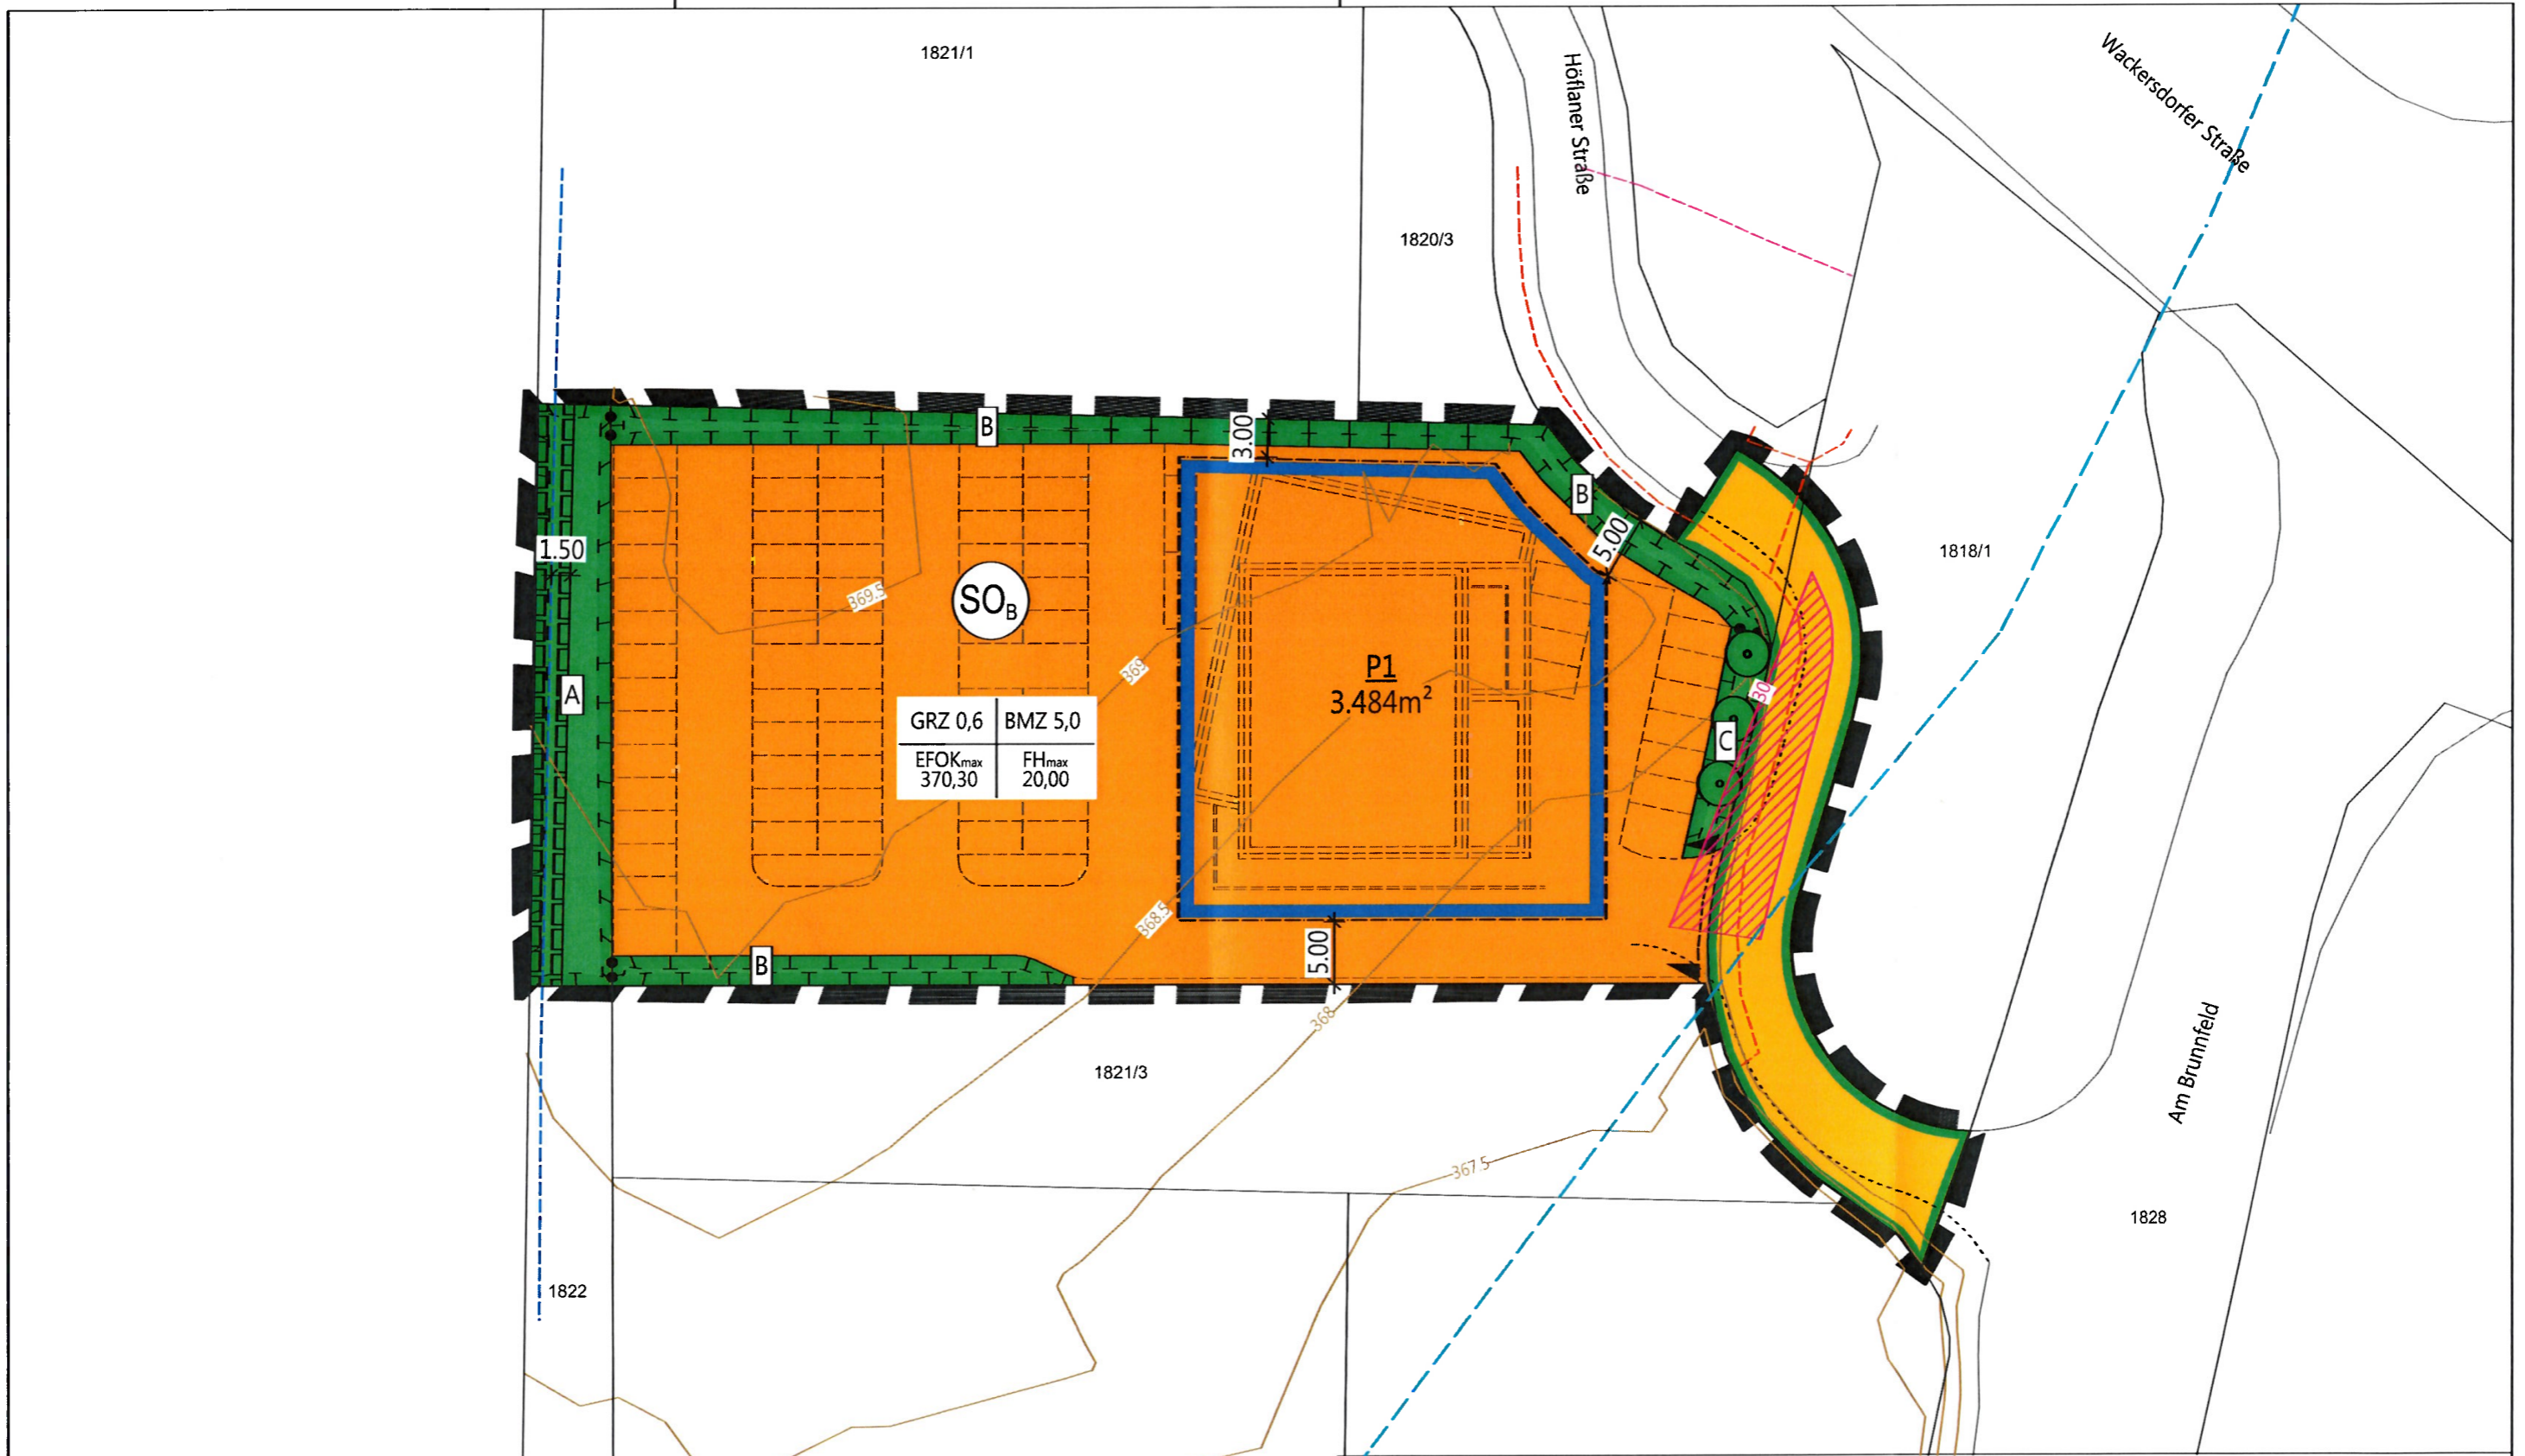 1821/1
Höflaner Straße
Wackersdorfer Straße
1820/3
B
3.00
B
5.00
1.50
1818/1
369.5
SO_B
369
P1
3.484m²
A
30
GRZ 0,6
BMZ 5,0
EFOKmax
370,30
FHmax
20,00
C
368.5
B
5.00
368
1821/3
Am Brunnfeld
367.5
1828
1822